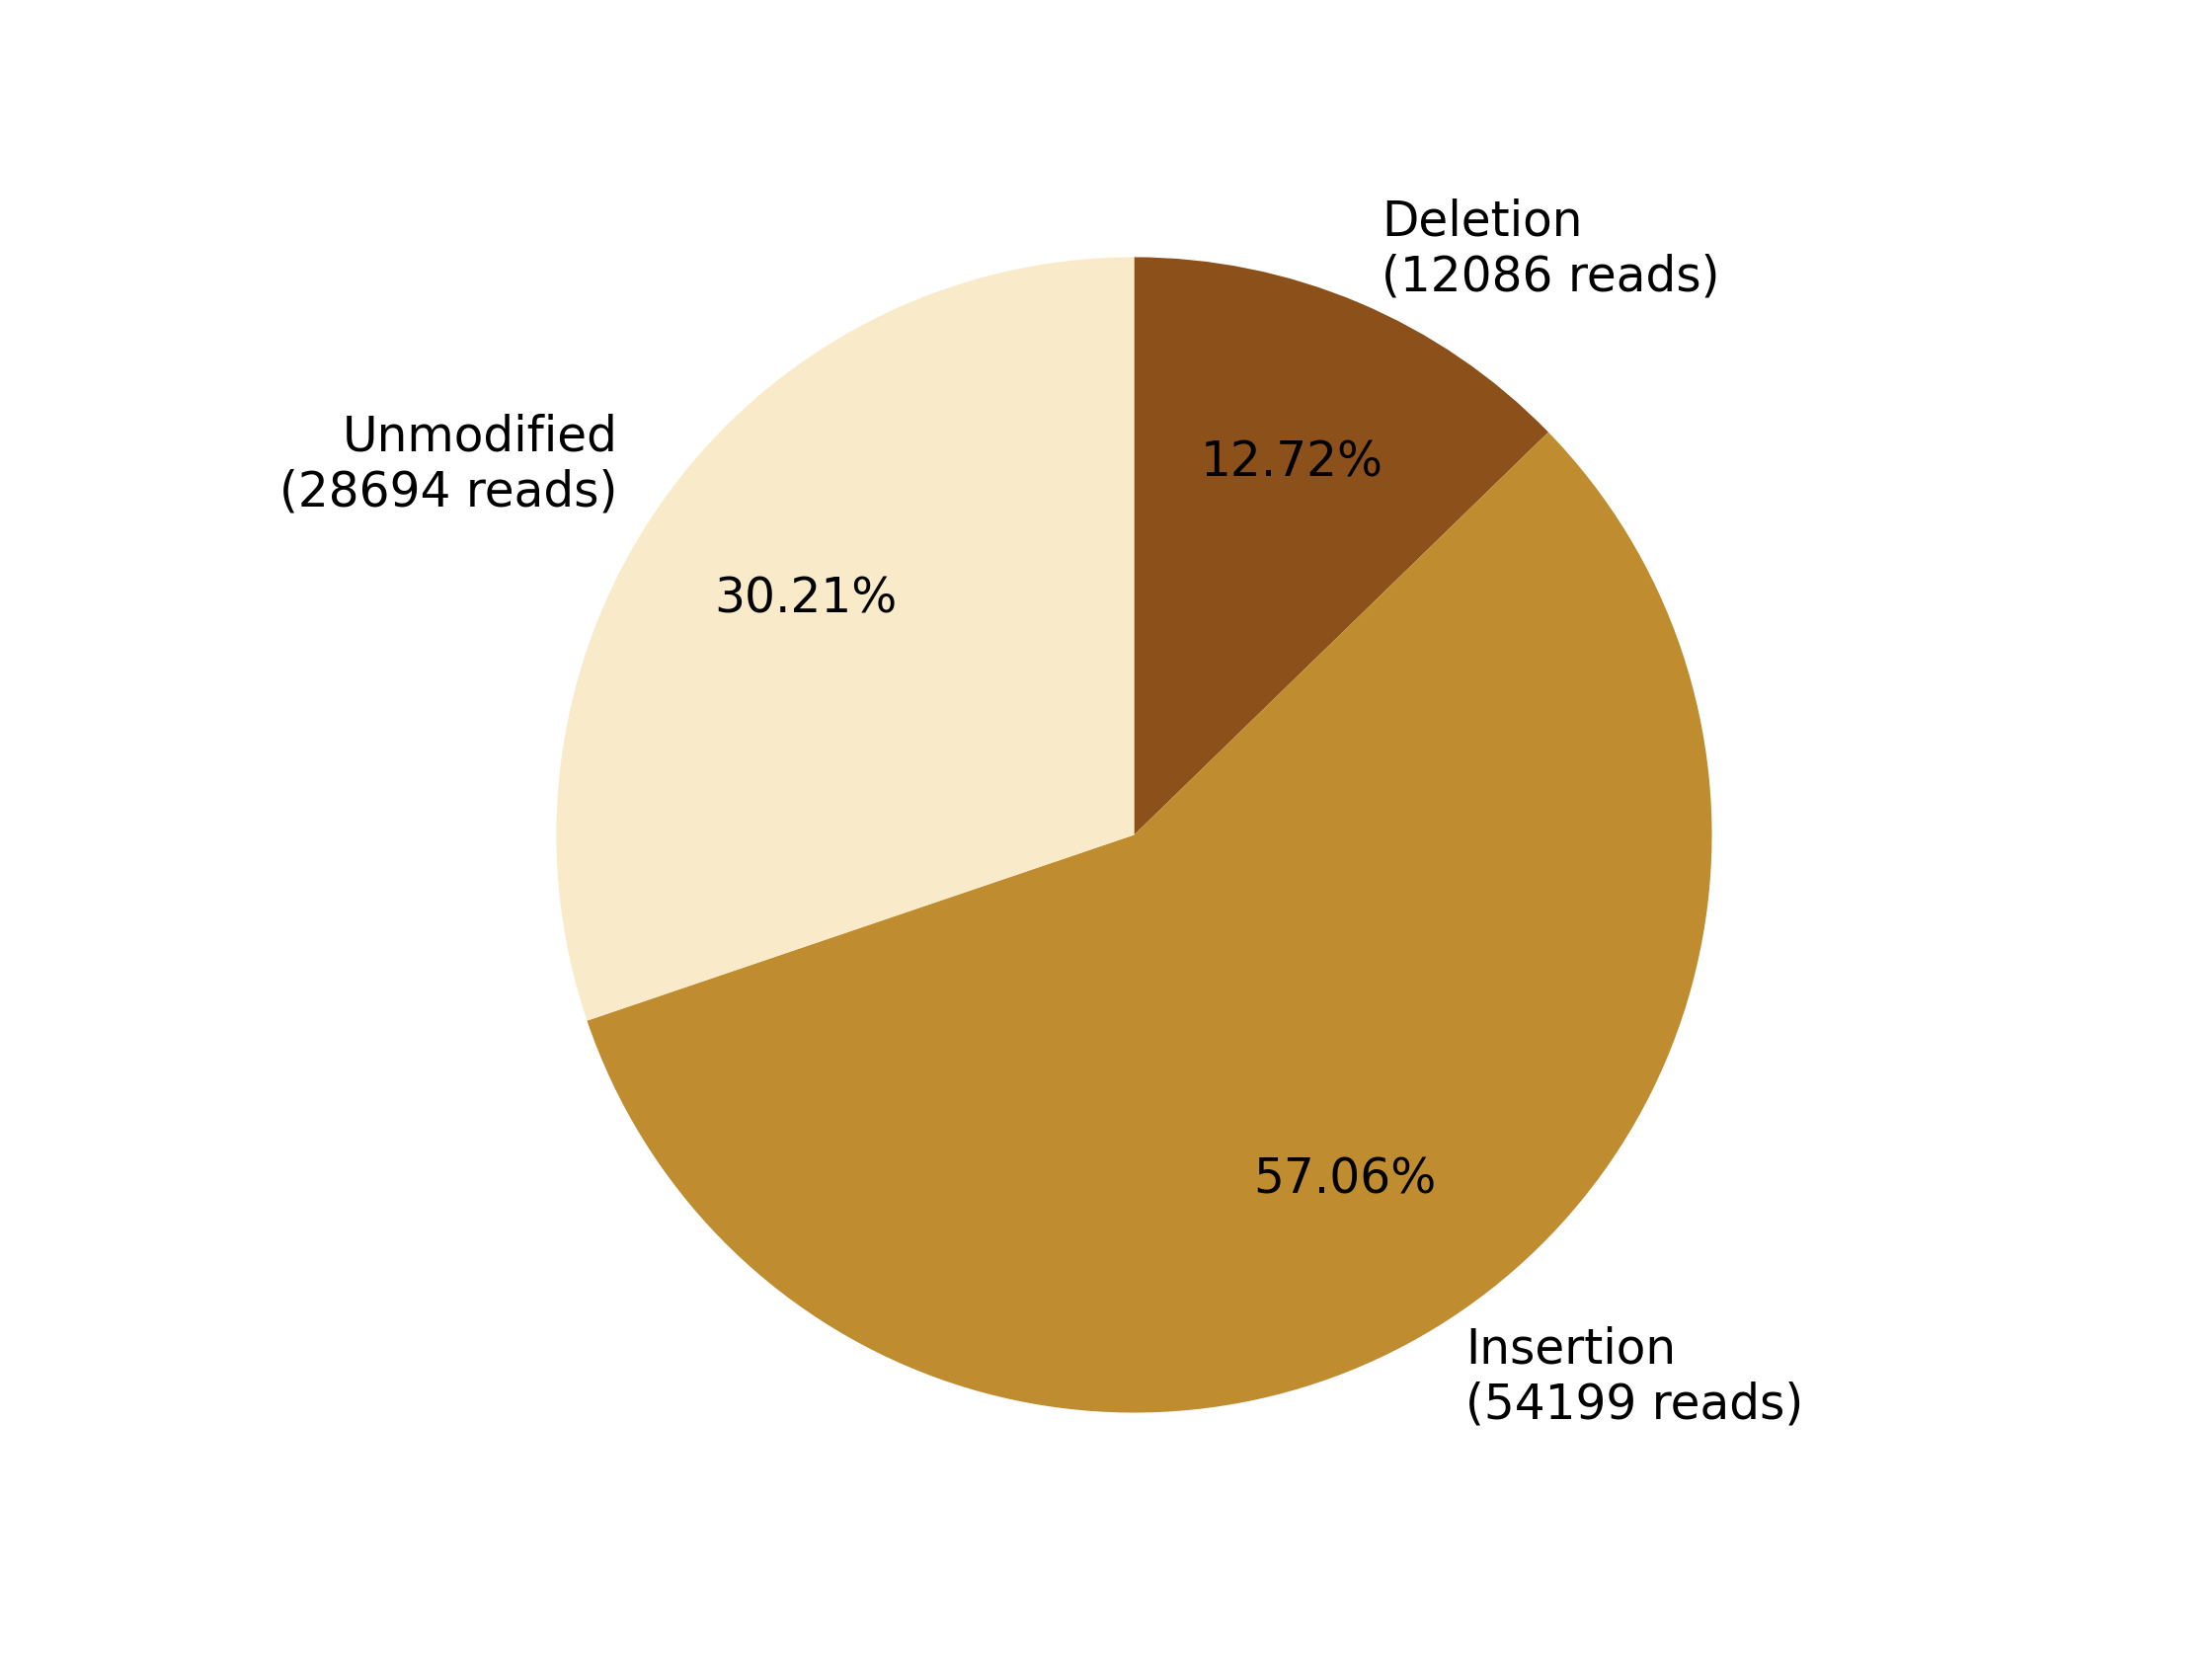 Deletion
(12086 reads)
12.72%
Unmodified
(28694 reads)
30.21%
57.06%
Insertion
(54199 reads)